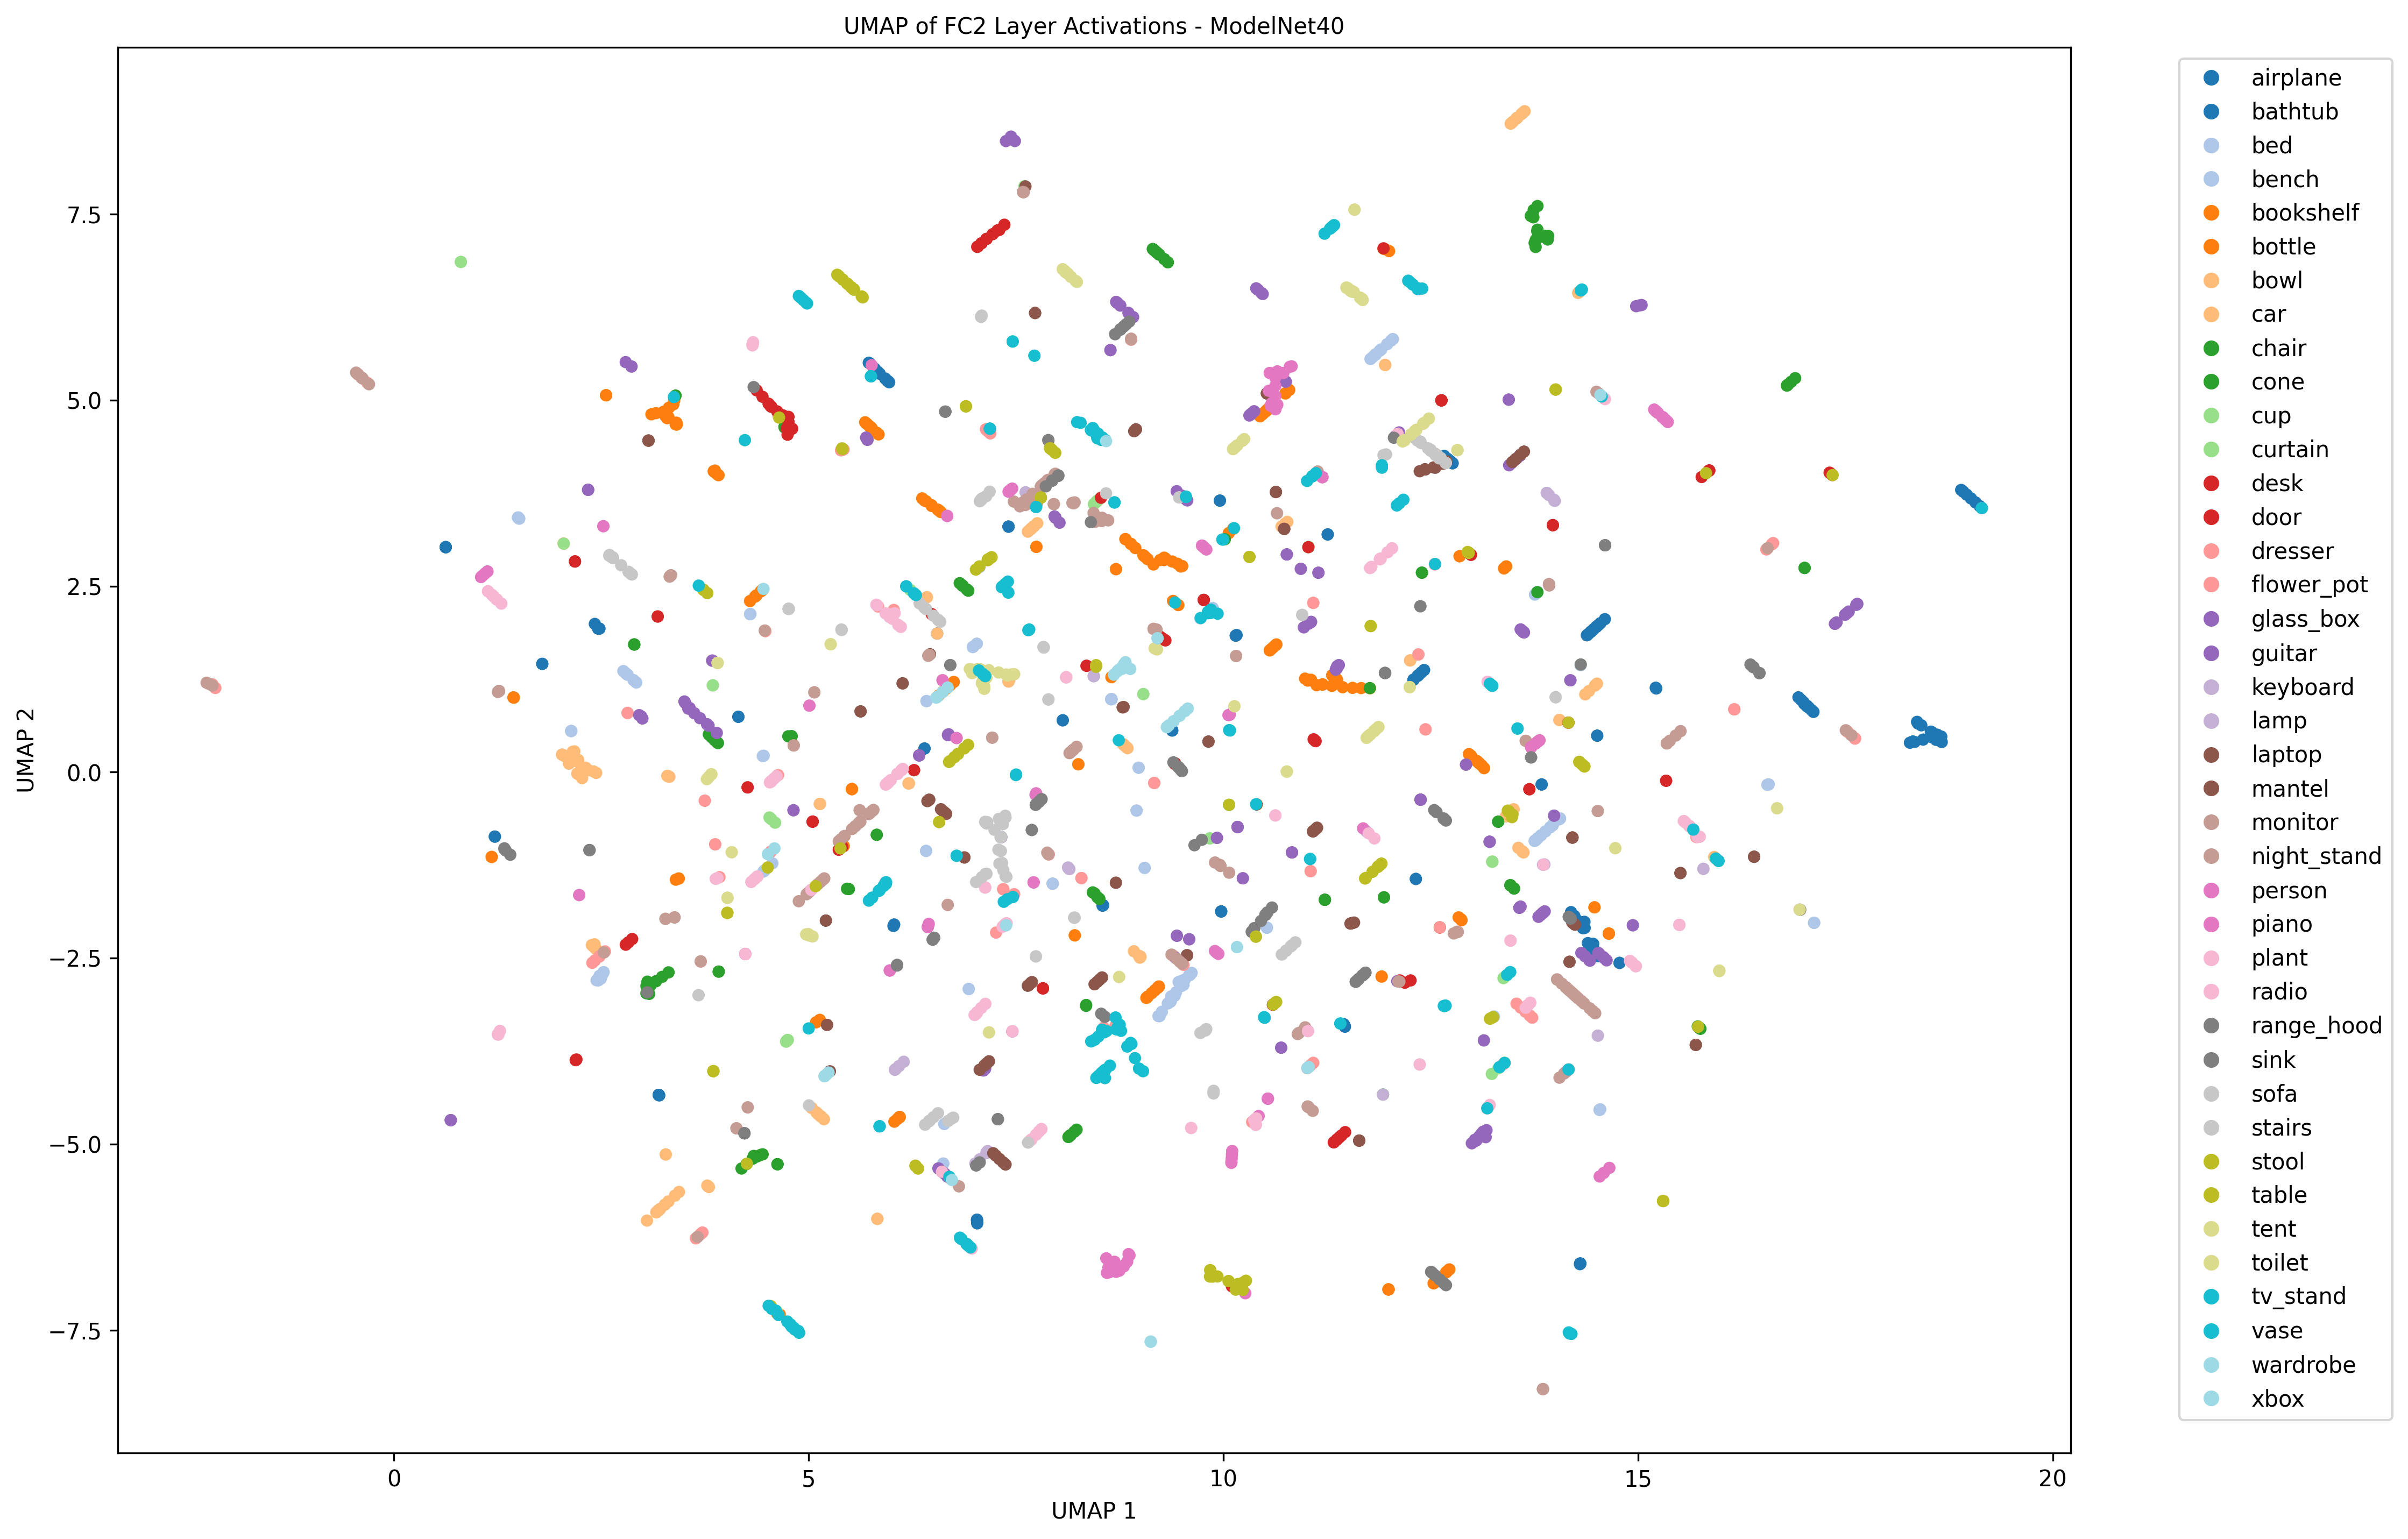 UMAP of FC2 Layer Activations - ModelNet40
UMAP 2
7.5
5.0
2.5
0.0
−2.5
−5.0
−7.5
0
5
10
15
20
UMAP 1
airplane
bathtub
bed
bench
bookshelf
bottle
bowl
car
chair
cone
cup
curtain
desk
door
dresser
flower_pot
glass_box
guitar
keyboard
lamp
laptop
mantel
monitor
night_stand
person
piano
plant
radio
range_hood
sink
sofa
stairs
stool
table
tent
toilet
tv_stand
vase
wardrobe
xbox